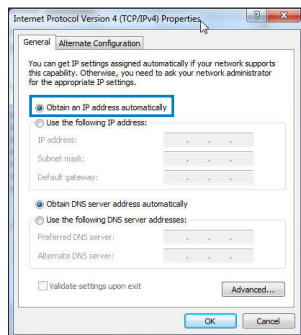 Internet Protocol Version 4 (TCP/IPv4) Properties
General
Alternate Configuration
You can get IP settings assigned automatically if your network supports
this capability. Otherwise, you need to ask your network administrator
for the appropriate IP settings.
Obtain an IP address automatically
Use the following IP address:
IP address:
Subnet mask:
Default gateway:
Obtain DNS server address automatically
Use the following DNS server addresses:
Preferred DNS server:
Alternate DNS server:
Validate settings upon exit
Advanced...
OK
Cancel